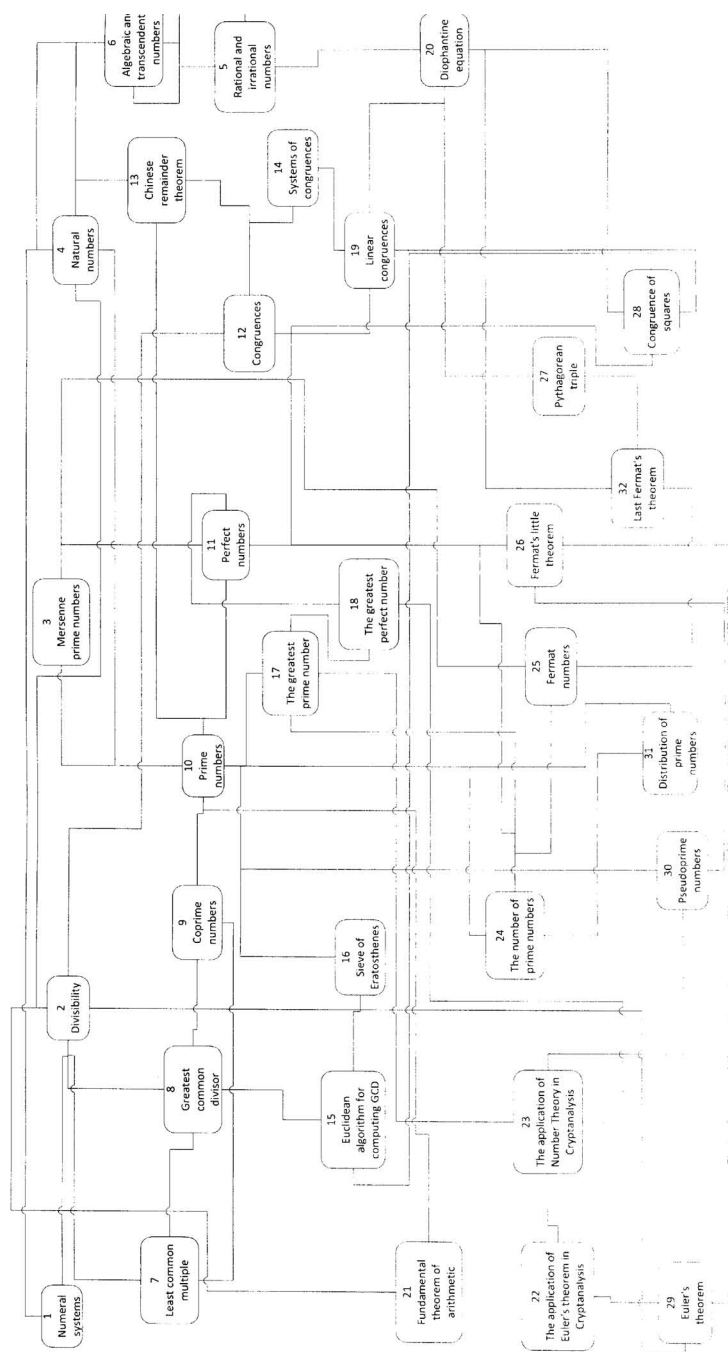 1
Numeral
systems
2
Divisibility
3
Mersenne
prime numbers
4
Natural
numbers
5
Rational and
irrational
numbers
6
Algebraic and
transcendent
numbers
7
Least common
multiple
8
Greatest
common
divisor
9
Coprime
numbers
10
Prime
numbers
11
Perfect
numbers
12
Congruences
13
Chinese
remainder
theorem
14
Systems of
congruences
15
Euclidean
algorithm for
computing GCD
16
Sieve of
Eratosthenes
17
The greatest
prime number
18
The greatest
perfect number
19
Linear
congruences
20
Diophantine
equation
21
Fundamental
theorem of
arithmetic
22
The application of
Euler's theorem in
Cryptanalysis
23
The application of
Number Theory in
Cryptanalysis
24
The number of
prime numbers
25
Fermat
numbers
26
Fermat's little
theorem
27
Pythagorean
triple
28
Congruence of
squares
29
Euler's
theorem
30
Pseudoprime
numbers
31
Distribution of
prime
numbers
32
Last Fermat's
theorem